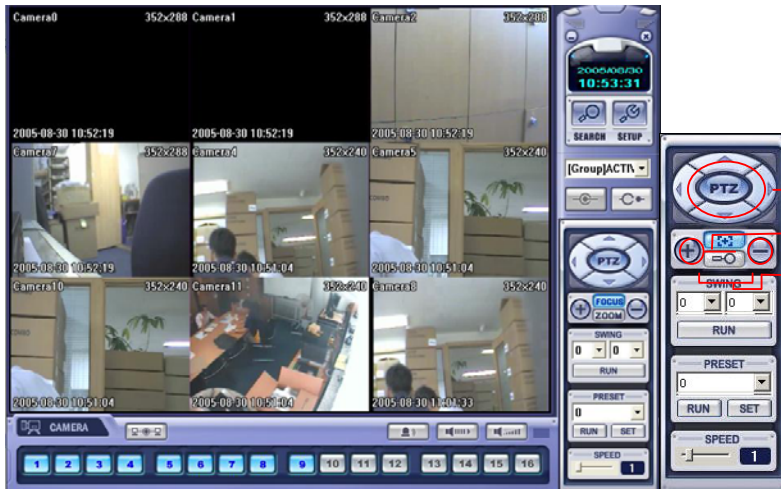 Camera0 352x288 Camera1 352x288 Camera2 352x288
2005-08-30 10:52:19 2005-08-30 10:52:19 2005-08-30 10:52:19
Camera7 352x288 Camera4 352x240 Camera5 352x240
2005-08-30 10:52:19 2005-08-30 10:51:04 2005-08-30 10:51:04
Camera10 352x240 Camera11 352x240 Camera8 352x240
2005-08-30 10:51:04 2005-08-30 10:51:04 2005-08-30 11:01:33
CAMERA
1 2 3 4 5 6 7 8 9 10 11 12 13 14 15 16
2005/08/30
10:53:31
SEARCH SETUP
[Group]ACTIV
PTZ
FOCUS
ZOOM
SWING
0 0
RUN
PRESET
0
RUN SET
SPEED
1
PTZ
SWING
0 0
RUN
PRESET
0
RUN SET
SPEED
1